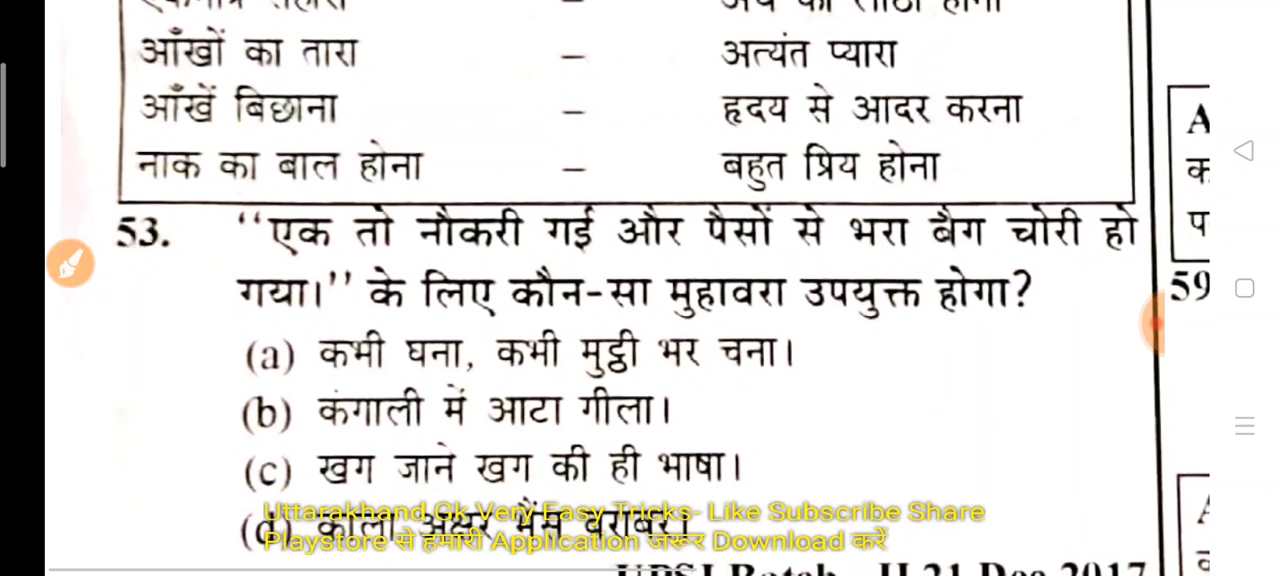 आँखों का तारा – अत्यंत प्यारा
आँखें बिछाना – हृदय से आदर करना
नाक का बाल होना – बहुत प्रिय होना
53. ‘‘एक तो नौकरी गई और पैसों से भरा बैग चोरी हो
गया।’’ के लिए कौन-सा मुहावरा उपयुक्त होगा?
(a) कभी घना, कभी मुट्ठी भर चना।
(b) कंगाली में आटा गीला।
(c) खग जाने खग की ही भाषा।
(d) काला अक्षर भैंस बराबर।
Uttarakhand Gk Very Easy Tricks- Like Subscribe Share
Playstore से हमारी Application जरूर Download करें
A
क
प
59